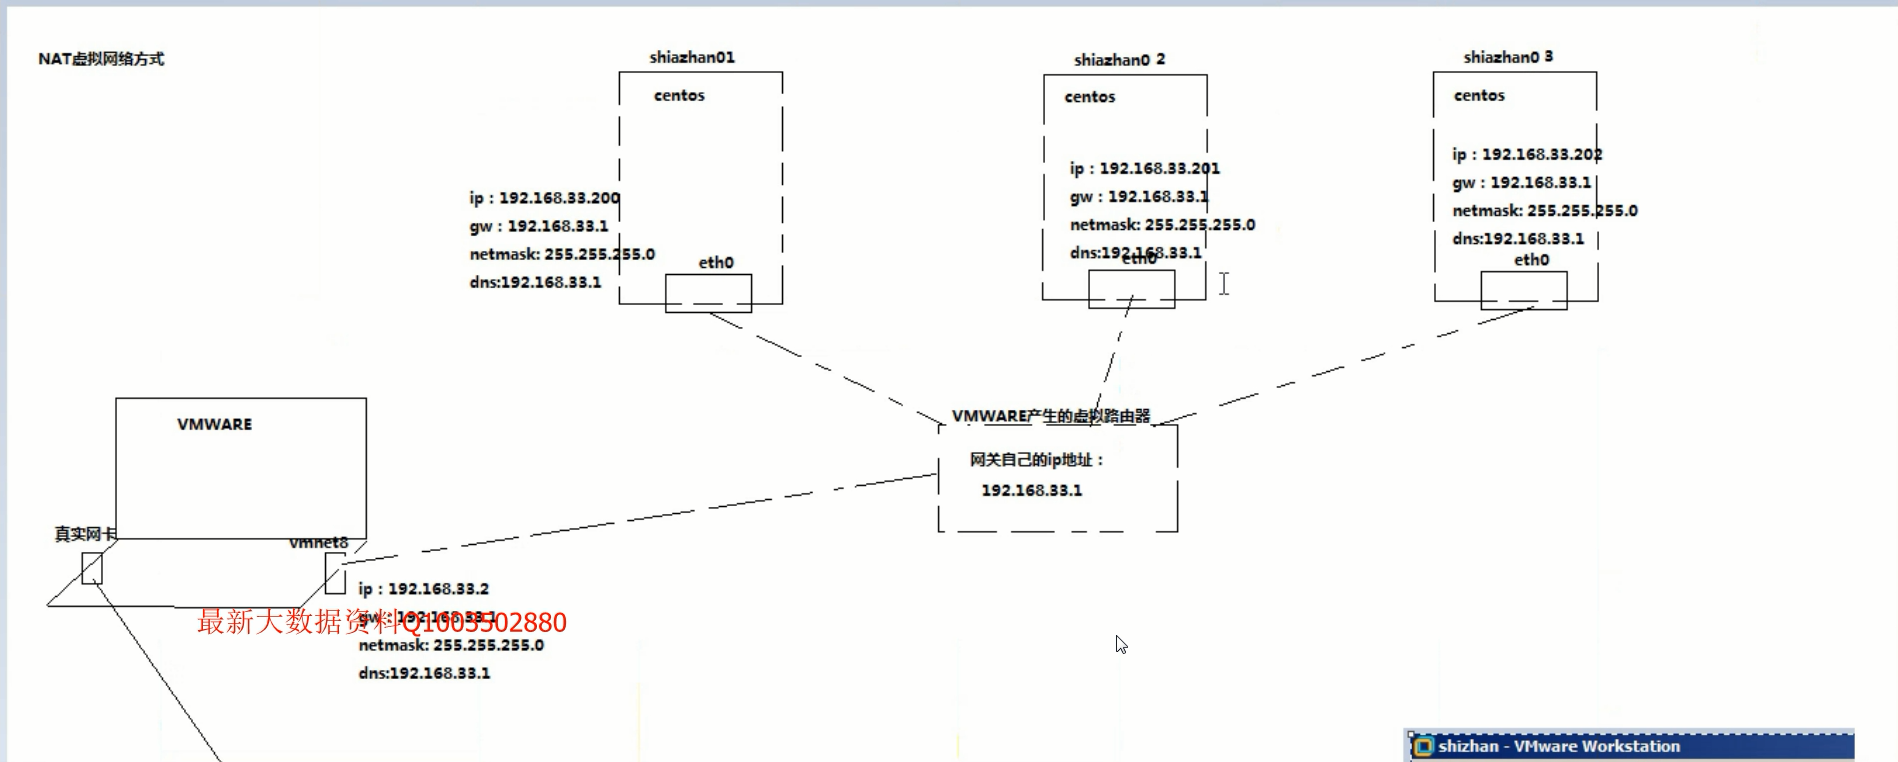 NAT虚拟网络方式
shiazhan01
centos
ip：192.168.33.200
gw：192.168.33.1
netmask: 255.255.255.0
dns:192.168.33.1
eth0
shiazhan0 2
centos
ip：192.168.33.201
gw：192.168.33.1
netmask: 255.255.255.0
dns:192.168.33.1
eth0
shiazhan0 3
centos
ip：192.168.33.202
gw：192.168.33.1
netmask: 255.255.255.0
dns:192.168.33.1
eth0
VMWARE
VMWARE产生的虚拟路由器
网关自己的ip地址：
192.168.33.1
真实网卡
vmnet8
ip：192.168.33.2
gw：192.168.33.1
最新大数据资料Q1003502880
netmask: 255.255.255.0
dns:192.168.33.1
shizhan - VMware Workstation